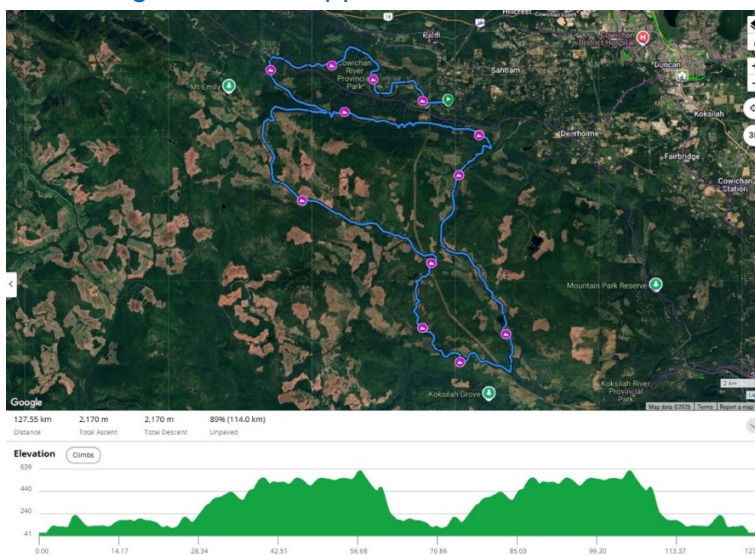 Hillcrest
Cowichan
District Hospital
Paldi
Cowichan
River
Provincial
Park
Sahtlam
Duncan
Mt Emily
Koksilah
Deerholme
Fairbridge
Cowichan
Station
Mountain Park Reserve
Koksilah River
Provincial
Park
Koksilah Grove
2 km
Google
Map data ©2026 Terms Report a map
127.55 km
2,170 m
2,170 m
89% (114.0 km)
Distance
Total Ascent
Total Descent
Unpaved
Elevation
Climbs
639
440
240
41
0.00
14.17
28.34
42.51
56.68
70.86
85.03
99.20
113.37